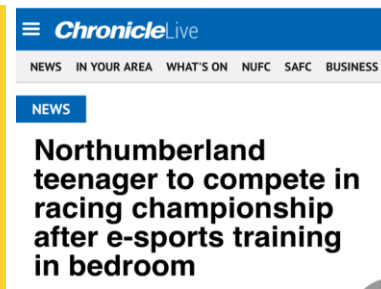 ChronicleLive
NEWS IN YOUR AREA WHAT'S ON NUFC SAFC BUSINESS
NEWS
Northumberland
teenager to compete in
racing championship
after e-sports training
in bedroom